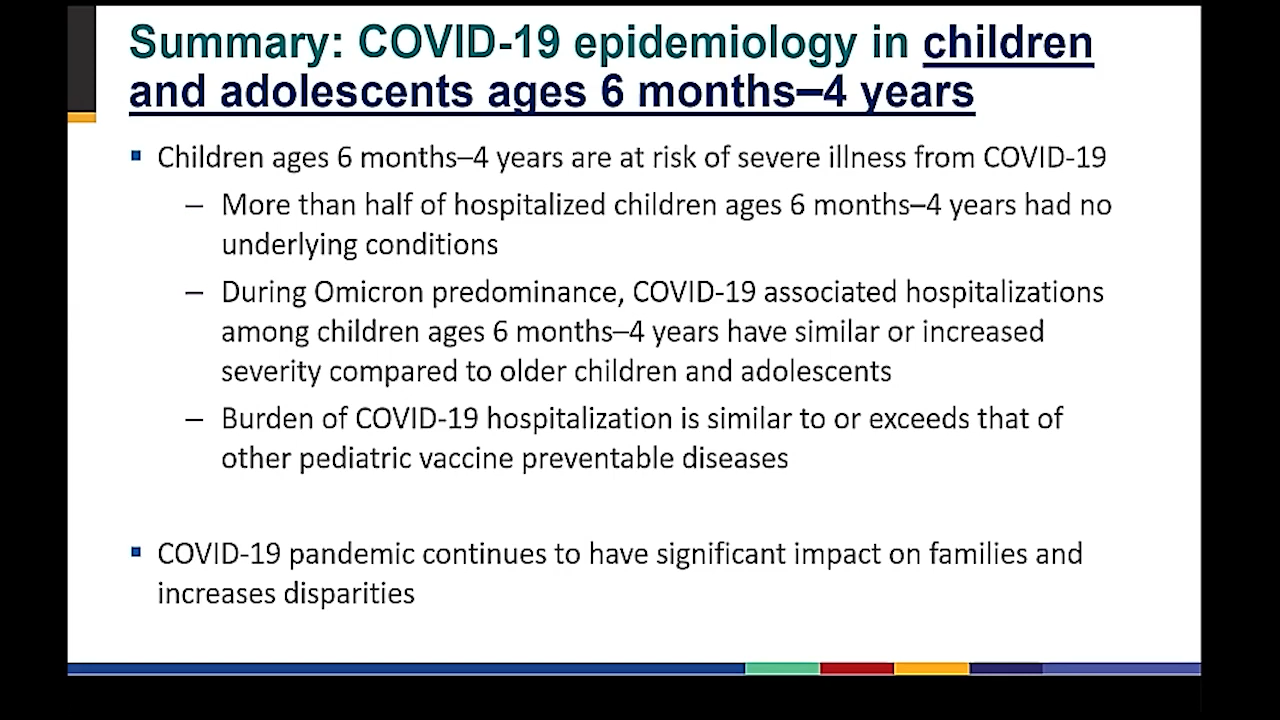 Summary: COVID-19 epidemiology in children
and adolescents ages 6 months–4 years
▪ Children ages 6 months–4 years are at risk of severe illness from COVID-19
– More than half of hospitalized children ages 6 months–4 years had no
underlying conditions
– During Omicron predominance, COVID-19 associated hospitalizations
among children ages 6 months–4 years have similar or increased
severity compared to older children and adolescents
– Burden of COVID-19 hospitalization is similar to or exceeds that of
other pediatric vaccine preventable diseases
▪ COVID-19 pandemic continues to have significant impact on families and
increases disparities